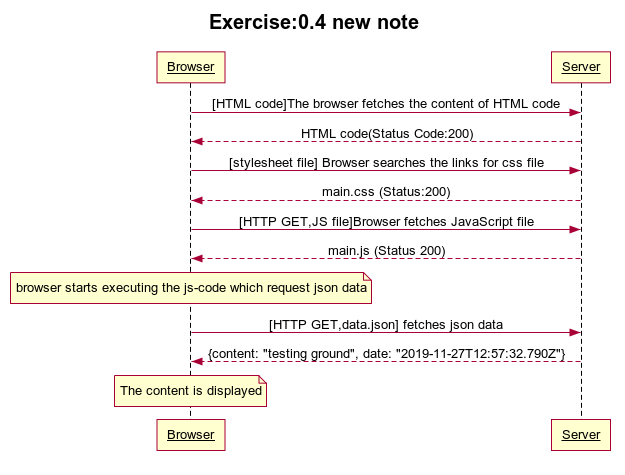 Exercise:0.4 new note
Browser
Server
[HTML code]The browser fetches the content of HTML code
HTML code(Status Code:200)
[stylesheet file] Browser searches the links for css file
main.css (Status:200)
[HTTP GET,JS file]Browser fetches JavaScript file
main.js (Status 200)
browser starts executing the js-code which request json data
[HTTP GET,data.json] fetches json data
{content: "testing ground", date: "2019-11-27T12:57:32.790Z"}
The content is displayed
Browser
Server